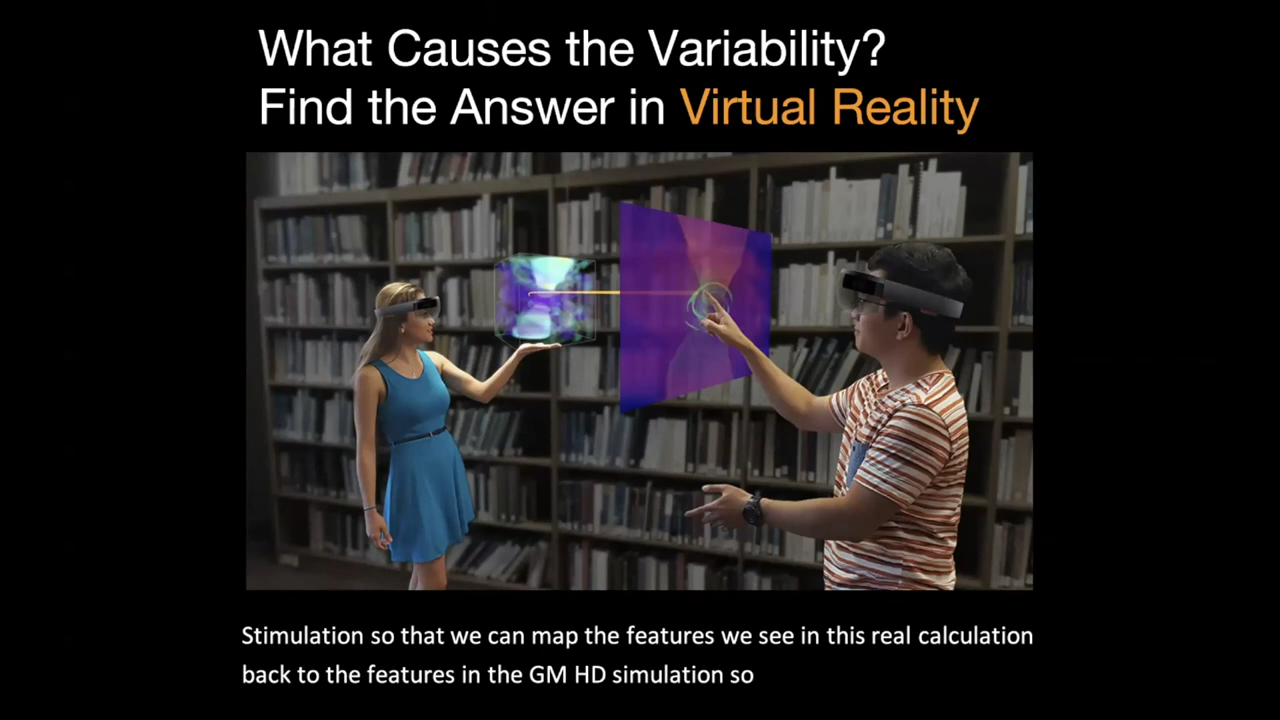 What Causes the Variability?
Find the Answer in Virtual Reality
Stimulation so that we can map the features we see in this real calculation
back to the features in the GM HD simulation so